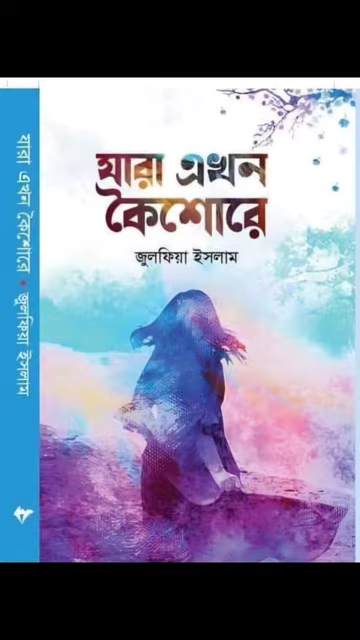 যারা এখন
কৈশোরে
জুলফিয়া ইসলাম
যারা এখন কৈশোরে * জুলফিয়া ইসলাম